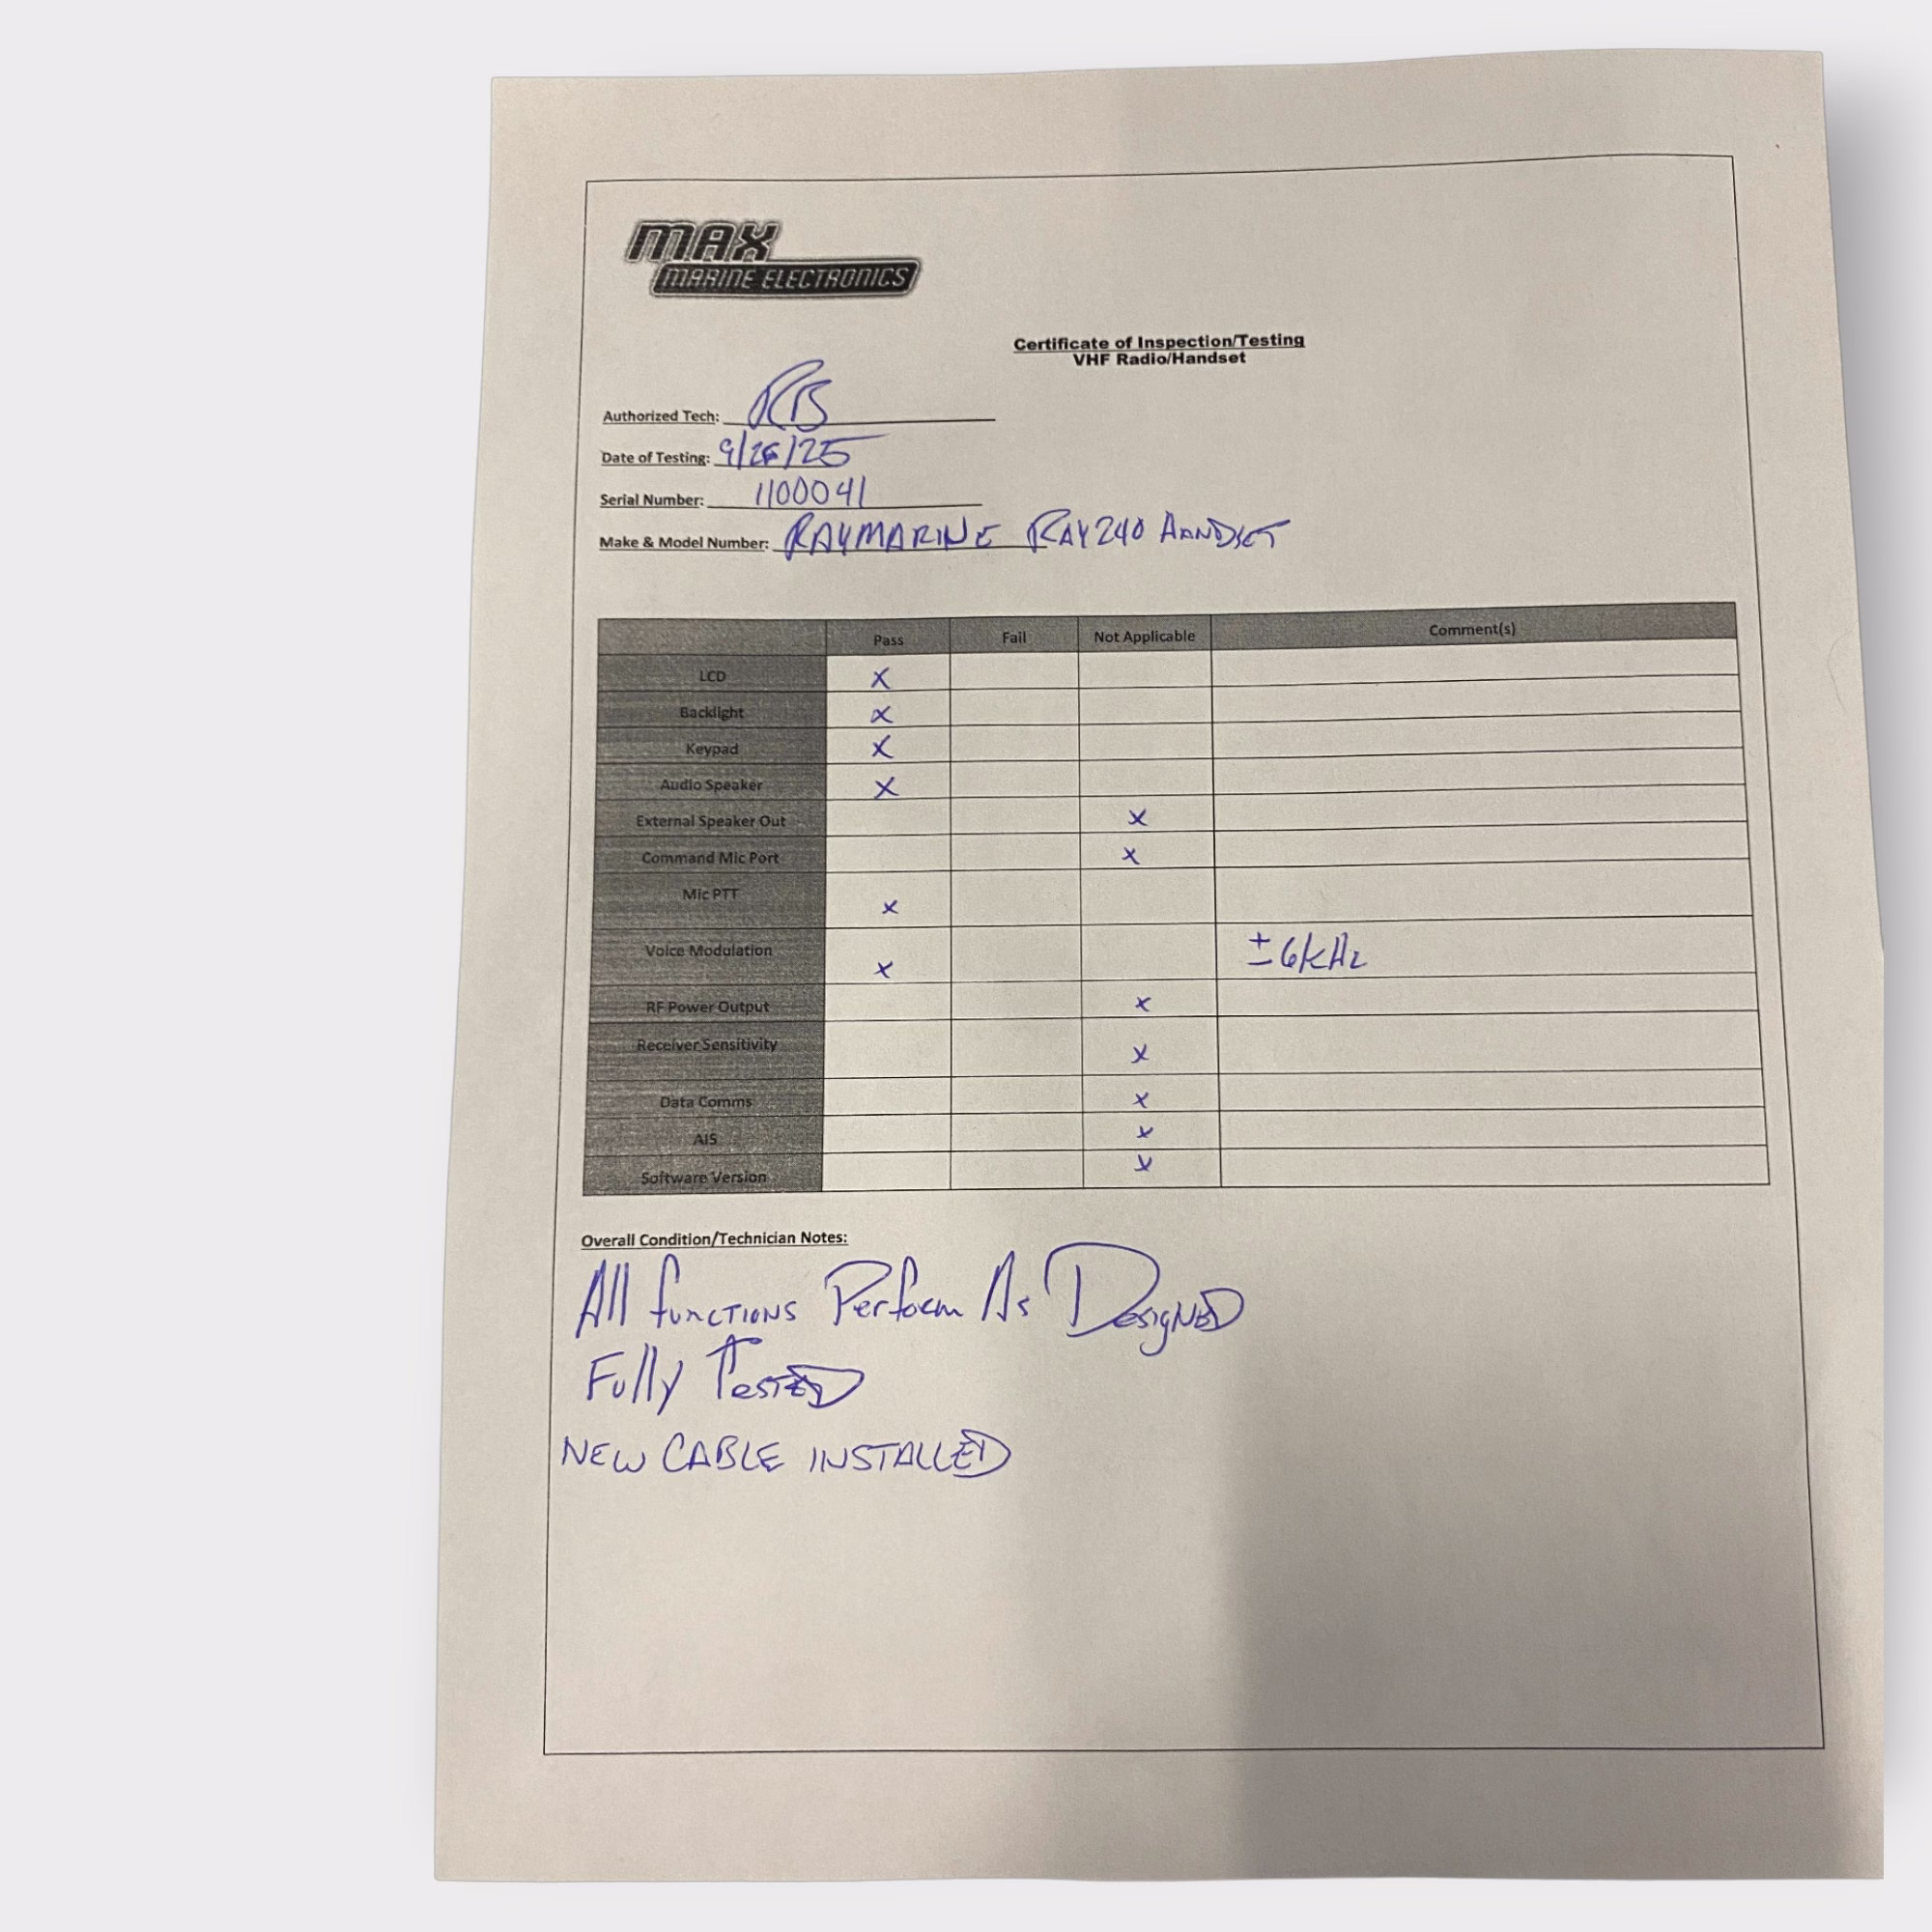 MAX
MARINE ELECTRONICS
Certificate of Inspection/Testing
VHF Radio/Handset
Authorized Tech: RB
Date of Testing: 9/26/25
Serial Number: 1100041
Make & Model Number: RAYMARINE RAY240 HANDSET
Pass Fail Not Applicable Comment(s)
LCD X
Backlight X
Keypad X
Audio Speaker X
External Speaker Out X
Command Mic Port X
Mic PTT X
Voice Modulation X ±6kHz
RF Power Output X
Receiver Sensitivity X
Data Comms X
AIS X
Software Version X
Overall Condition/Technician Notes:
All functions Perform As Designed
Fully Tested
NEW CABLE INSTALLED